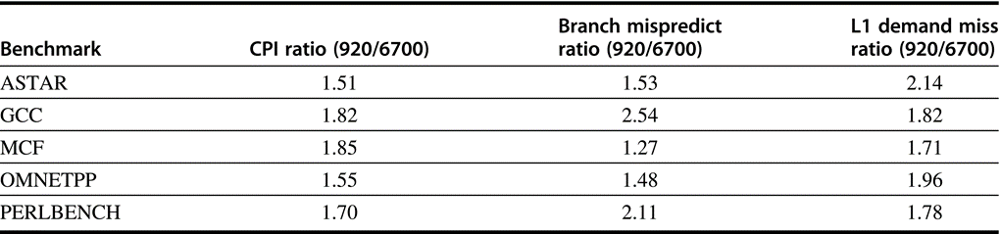 Benchmark CPI ratio (920/6700) Branch mispredict ratio (920/6700) L1 demand miss ratio (920/6700)
ASTAR 1.51 1.53 2.14
GCC 1.82 2.54 1.82
MCF 1.85 1.27 1.71
OMNETPP 1.55 1.48 1.96
PERLBENCH 1.70 2.11 1.78